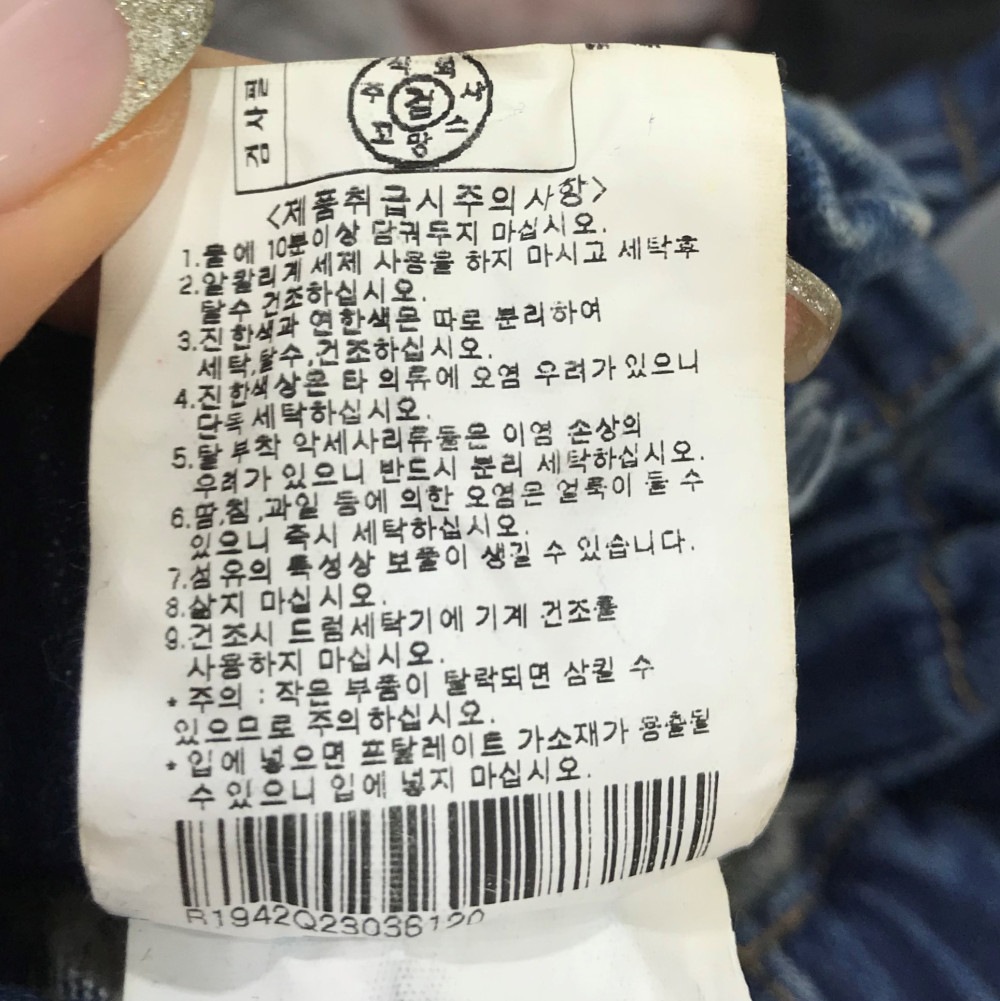 검사필
주식회사
검
꼬망스
<제품취급시주의사항>
1.물에 10분이상 담궈두지 마십시오.
2.알칼리계 세제 사용을 하지 마시고 세탁후
탈수 건조하십시오.
3.진한색과 연한색은 따로 분리하여
세탁,탈수,건조하십시오.
4.진한색상은 타 의류에 오염 우려가 있으니
단독 세탁하십시오.
5.탈 부착 악세사리류들은 이염 손상의
우려가 있으니 반드시 분리 세탁하십시오.
6.땀,침,과일 등에 의한 오염은 얼룩이 될 수
있으니 즉시 세탁하십시오.
7.섬유의 특성상 보풀이 생길 수 있습니다.
8.삶지 마십시오.
9.건조시 드럼세탁기에 기계 건조를
사용하지 마십시오.
*주의 : 작은 부품이 탈락되면 삼킬 수
있으므로 주의하십시오.
*입에 넣으면 프탈레이트 가소재가 용출될
수 있으니 입에 넣지 마십시오.
R1942Q23036120